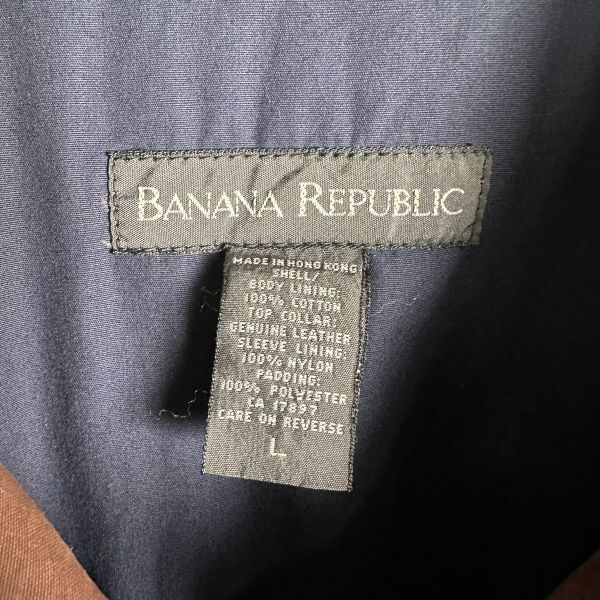 BANANA REPUBLIC
MADE IN HONG KONG
SHELL/
BODY LINING:
100% COTTON
TOP COLLAR:
GENUINE LEATHER
SLEEVE LINING:
100% NYLON
PADDING:
100% POLYESTER
CA 17897
CARE ON REVERSE
L